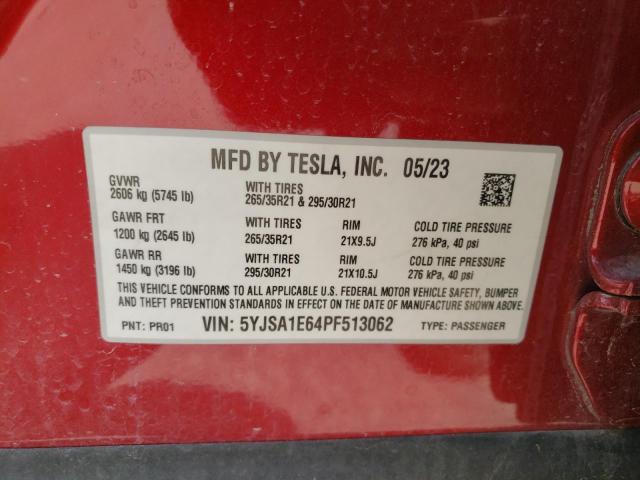 MFD BY TESLA, INC. 05/23
GVWR
2606 kg (5745 lb)
WITH TIRES
265/35R21 & 295/30R21
GAWR FRT
1200 kg (2645 lb)
WITH TIRES
265/35R21
RIM
21X9.5J
COLD TIRE PRESSURE
276 kPa, 40 psi
GAWR RR
1450 kg (3196 lb)
WITH TIRES
295/30R21
RIM
21X10.5J
COLD TIRE PRESSURE
276 kPa, 40 psi
THIS VEHICLE CONFORMS TO ALL APPLICABLE U.S. FEDERAL MOTOR VEHICLE SAFETY, BUMPER
AND THEFT PREVENTION STANDARDS IN EFFECT ON THE DATE OF MANUFACTURE SHOWN ABOVE.
PNT: PR01 VIN: 5YJSA1E64PF513062 TYPE: PASSENGER